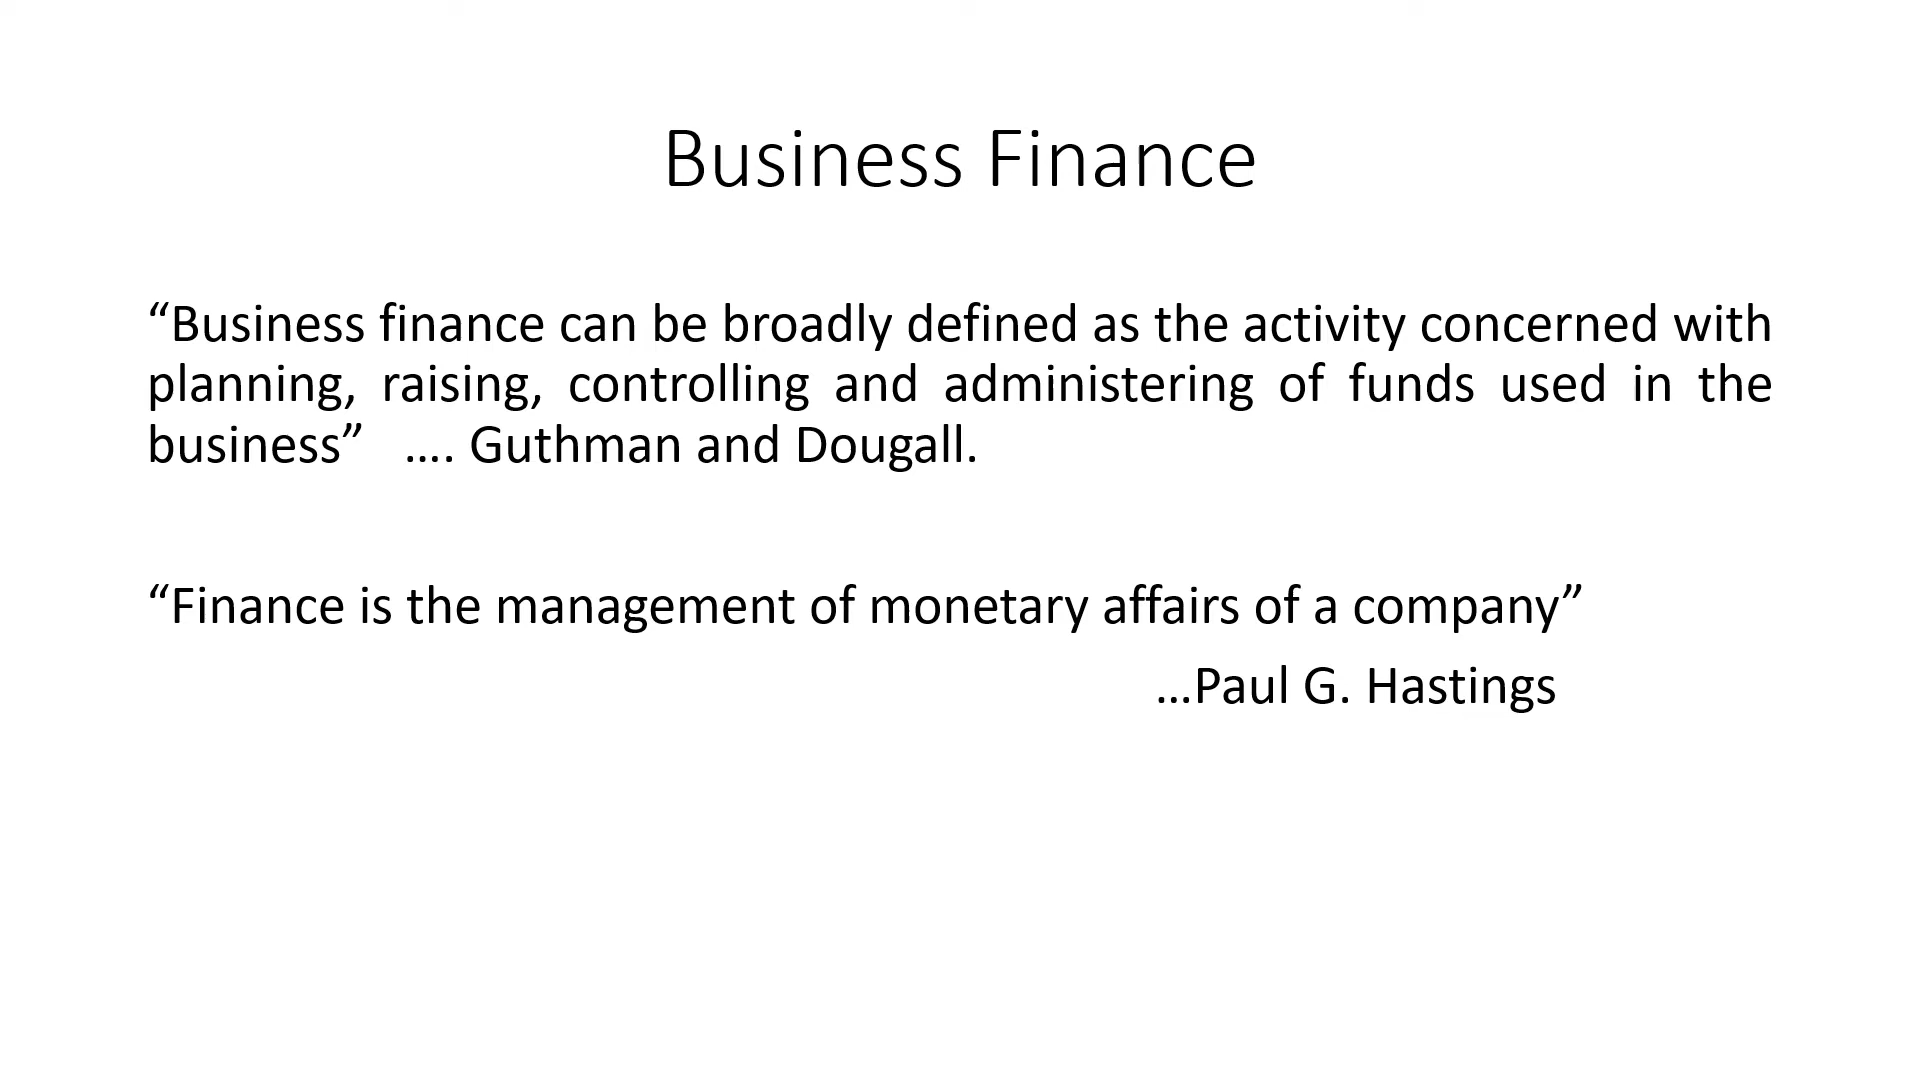 Business Finance
“Business finance can be broadly defined as the activity concerned with
planning, raising, controlling and administering of funds used in the
business” …. Guthman and Dougall.
“Finance is the management of monetary affairs of a company”
…Paul G. Hastings